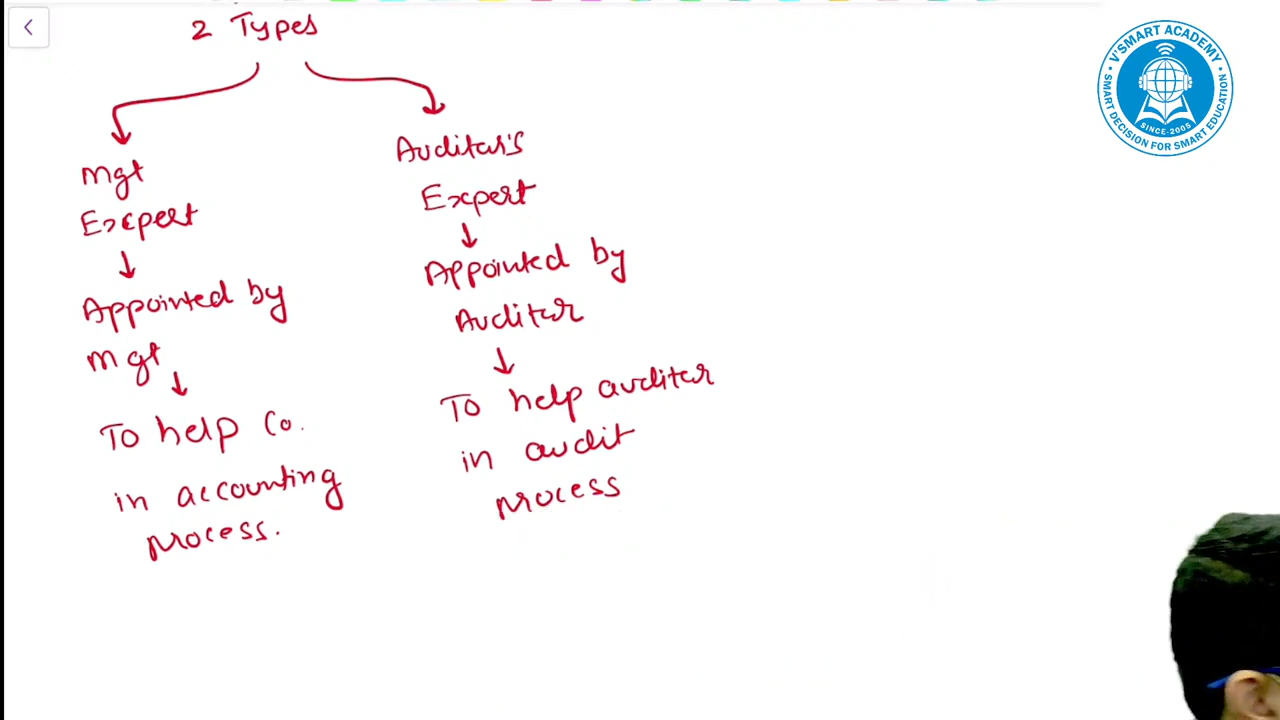 2 Types
Mgt
Expert
Appointed by
Mgt
To help Co.
in accounting
process.
Auditor's
Expert
Appointed by
Auditor
To help auditor
in audit
process
V'SMART ACADEMY
SINCE-2005
SMART DECISION FOR SMART EDUCATION